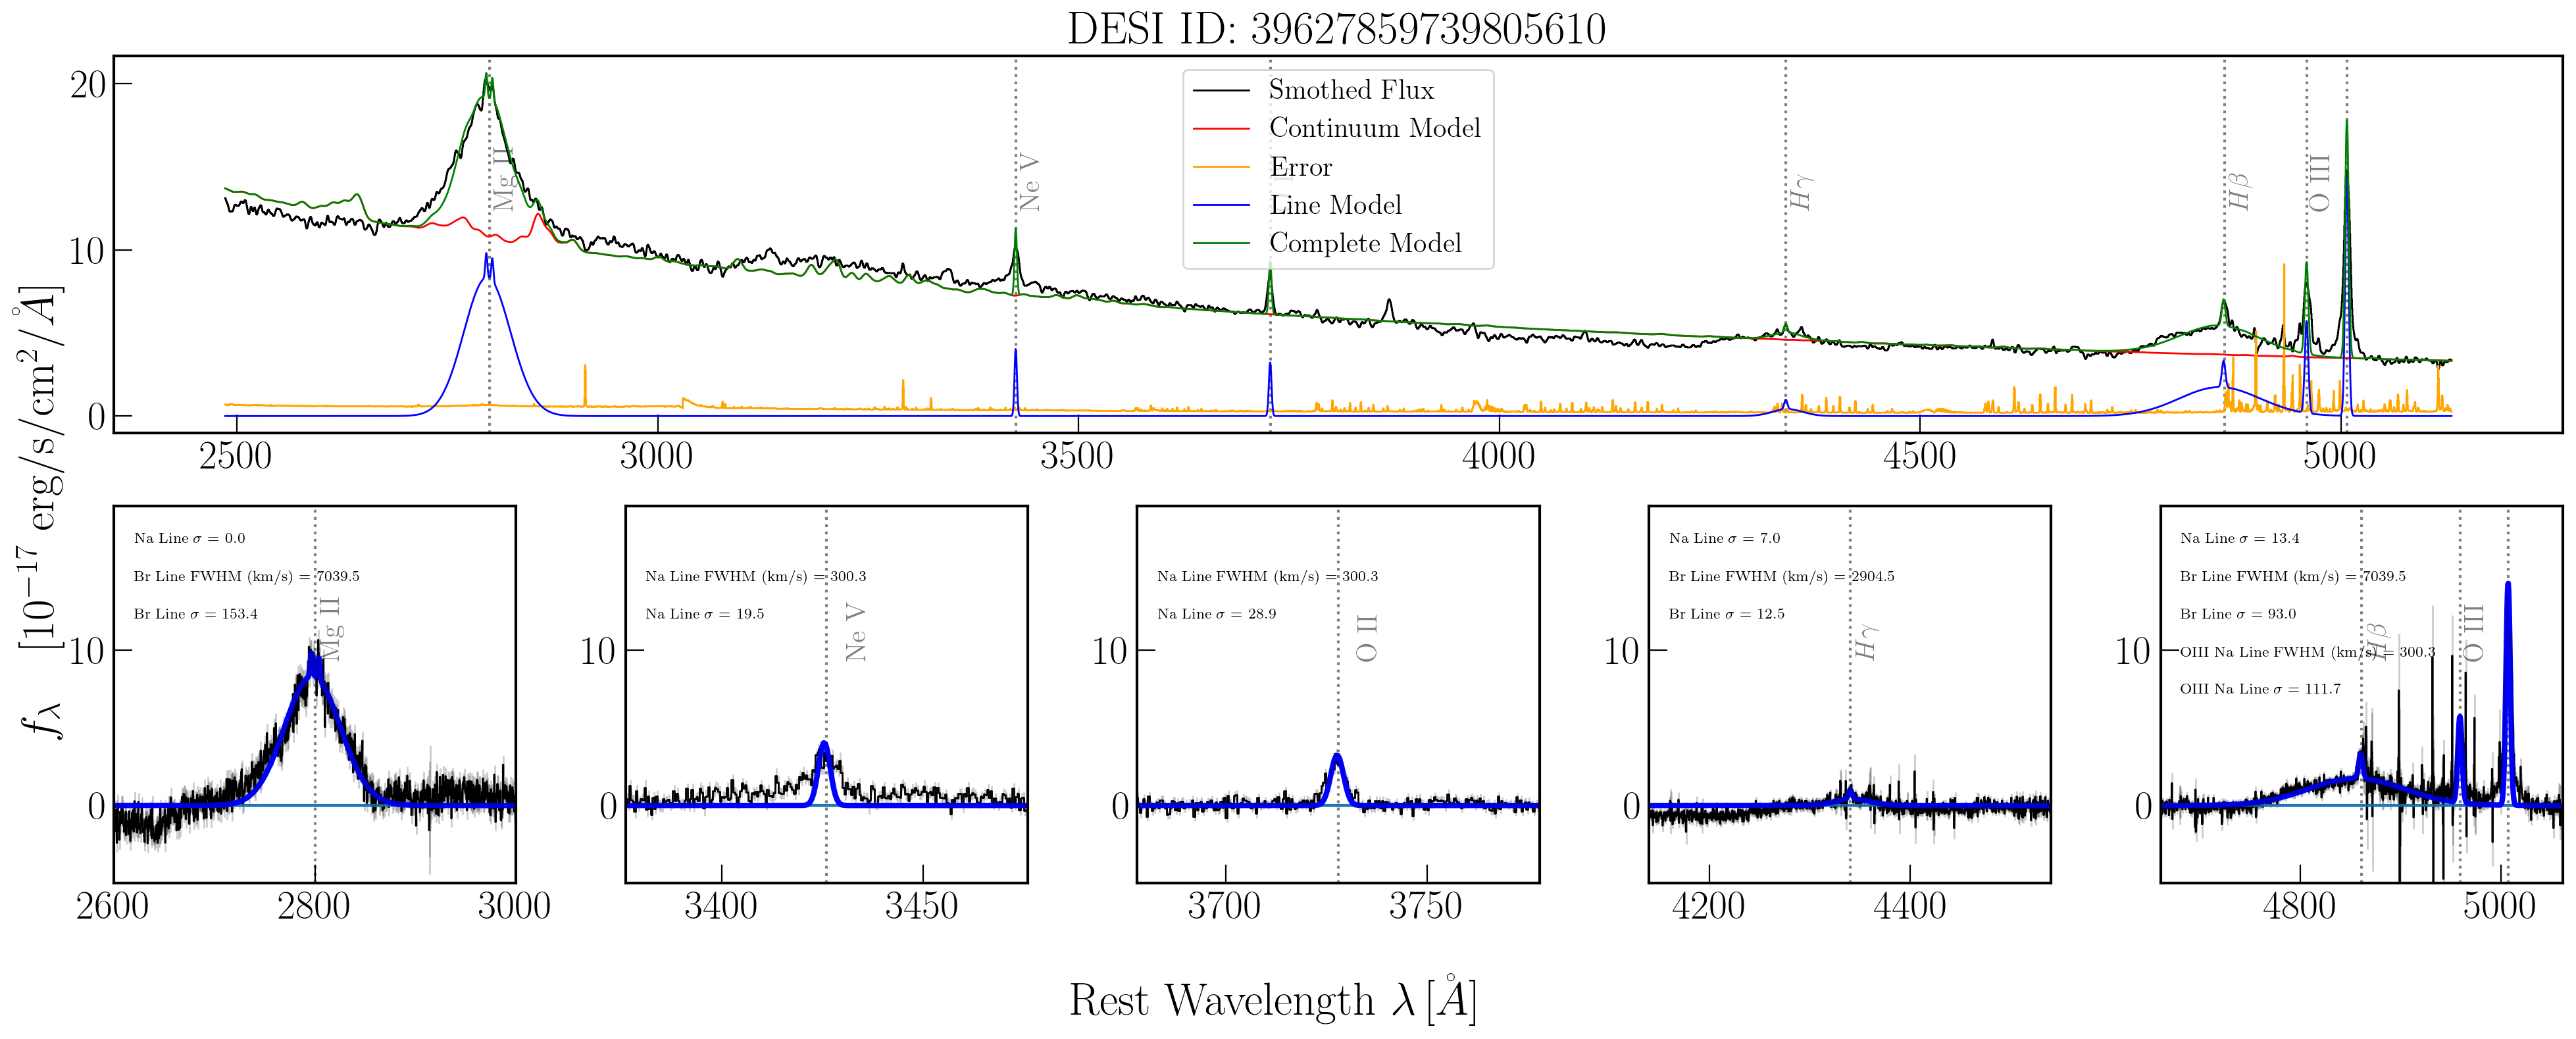 DESI ID: 39627859739805610
20
10
0
Smothed Flux
Continuum Model
Error
Line Model
Complete Model
Mg II
Ne V
Hγ
Hβ
O III
2500
3000
3500
4000
4500
5000
f_λ [10^{-17} erg/s/cm^2/Å]
Na Line σ = 0.0
Br Line FWHM (km/s) = 7039.5
Br Line σ = 153.4
Mg II
10
0
2600
2800
3000
Na Line FWHM (km/s) = 300.3
Na Line σ = 19.5
Ne V
10
0
3400
3450
Na Line FWHM (km/s) = 300.3
Na Line σ = 28.9
O II
10
0
3700
3750
Na Line σ = 7.0
Br Line FWHM (km/s) = 2904.5
Br Line σ = 12.5
Hγ
10
0
4200
4400
Na Line σ = 13.4
Br Line FWHM (km/s) = 7039.5
Br Line σ = 93.0
OIII Na Line FWHM (km/s) = 300.3
OIII Na Line σ = 111.7
Hβ
O III
10
0
4800
5000
Rest Wavelength λ [Å]